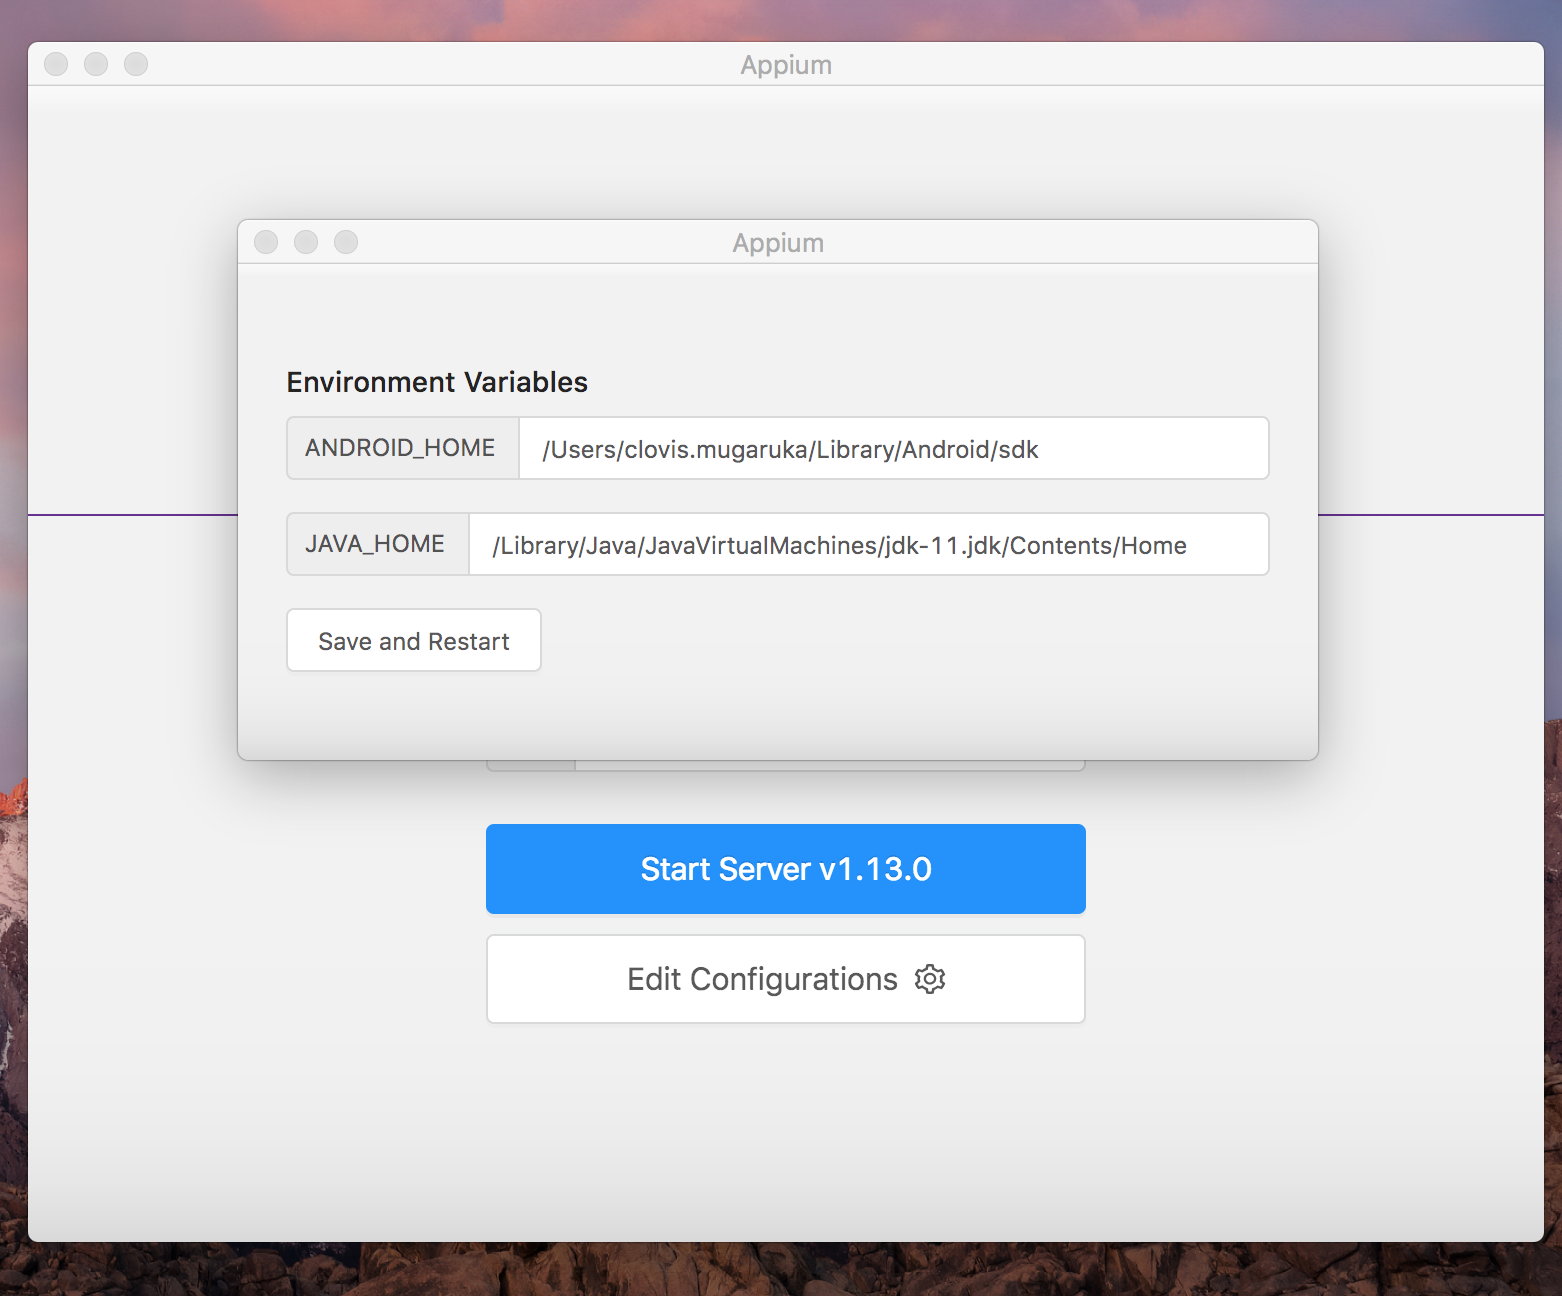 Appium
Appium
Environment Variables
ANDROID_HOME /Users/clovis.mugaruka/Library/Android/sdk
JAVA_HOME /Library/Java/JavaVirtualMachines/jdk-11.jdk/Contents/Home
Save and Restart
Start Server v1.13.0
Edit Configurations